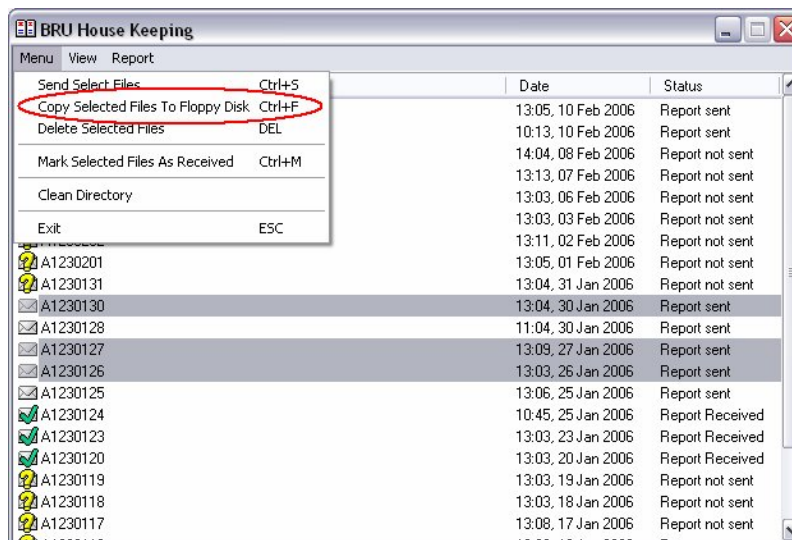 BRU House Keeping
Menu View Report
Send Select Files Ctrl+S
Copy Selected Files To Floppy Disk Ctrl+F
Delete Selected Files DEL
Mark Selected Files As Received Ctrl+M
Clean Directory
Exit ESC
Date Status
13:05, 10 Feb 2006 Report sent
10:13, 10 Feb 2006 Report sent
14:04, 08 Feb 2006 Report not sent
13:13, 07 Feb 2006 Report not sent
13:03, 06 Feb 2006 Report not sent
13:03, 03 Feb 2006 Report not sent
13:11, 02 Feb 2006 Report not sent
A1230201 13:05, 01 Feb 2006 Report not sent
A1230131 13:04, 31 Jan 2006 Report not sent
A1230130 13:04, 30 Jan 2006 Report sent
A1230128 11:04, 30 Jan 2006 Report sent
A1230127 13:09, 27 Jan 2006 Report sent
A1230126 13:03, 26 Jan 2006 Report sent
A1230125 13:06, 25 Jan 2006 Report sent
A1230124 10:45, 25 Jan 2006 Report Received
A1230123 13:03, 23 Jan 2006 Report Received
A1230120 13:03, 20 Jan 2006 Report Received
A1230119 13:03, 19 Jan 2006 Report not sent
A1230118 13:03, 18 Jan 2006 Report not sent
A1230117 13:08, 17 Jan 2006 Report not sent